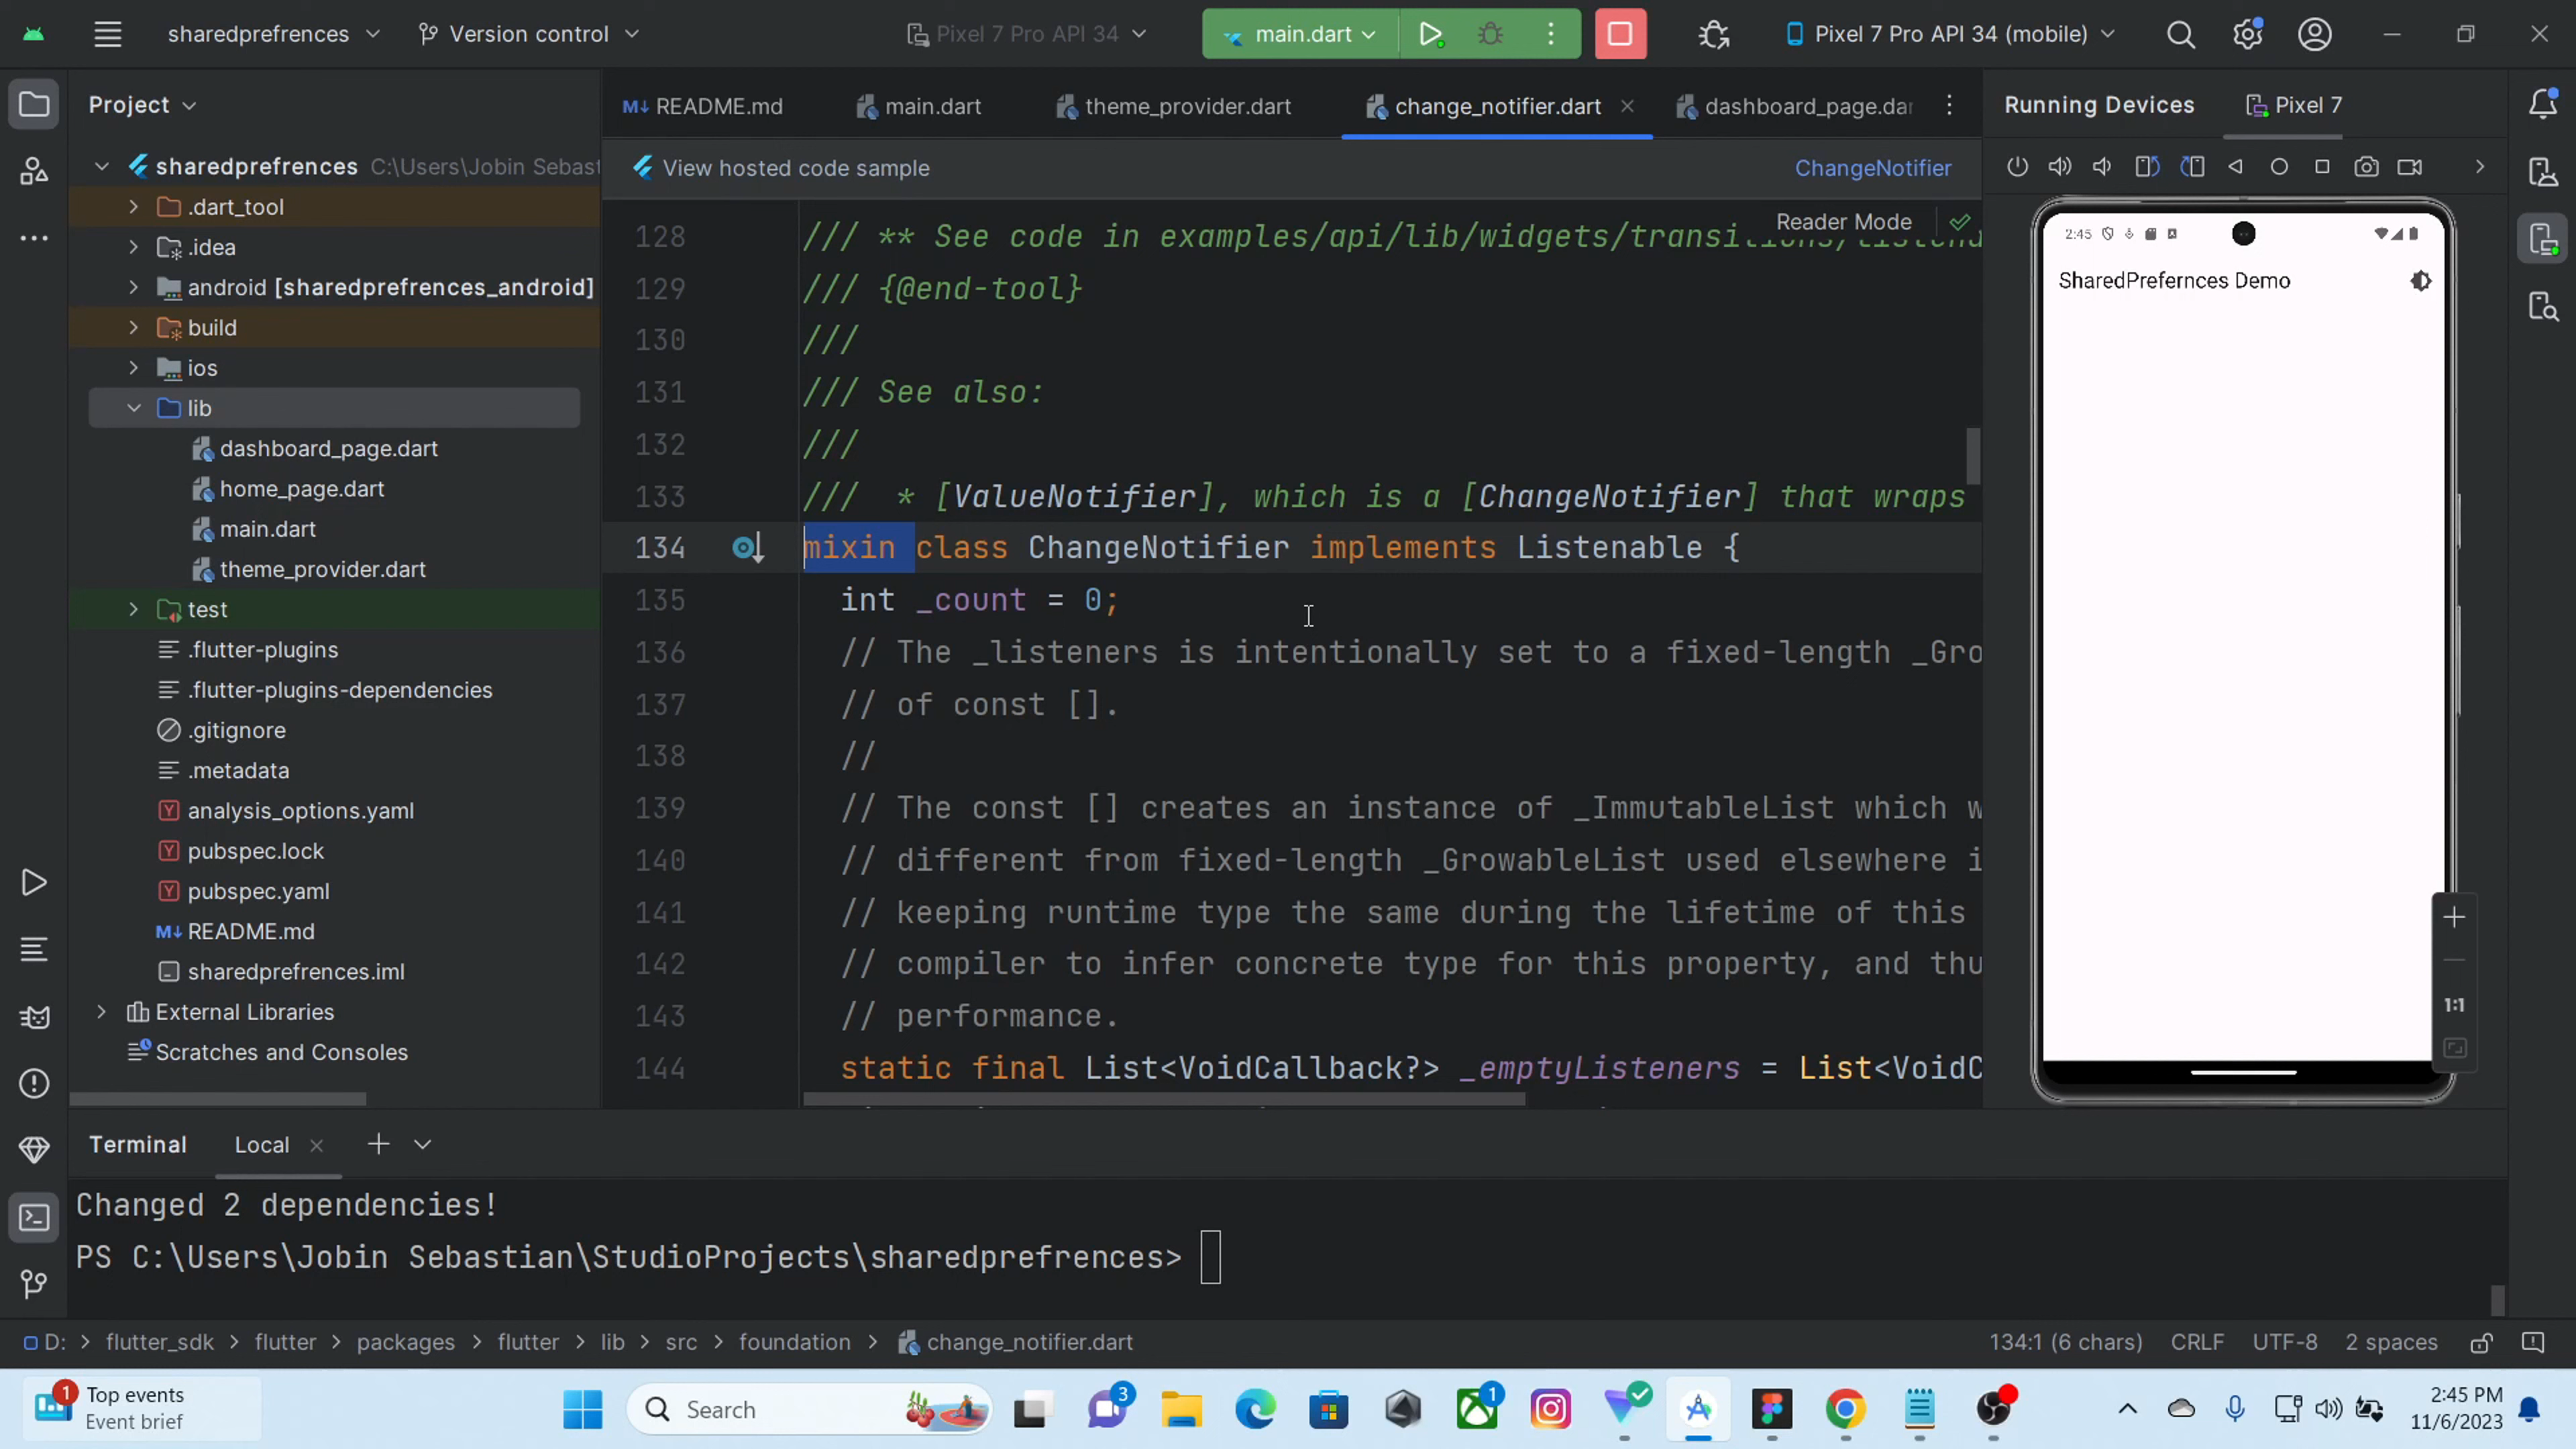 sharedprefrences
Version control
Pixel 7 Pro API 34
main.dart
Pixel 7 Pro API 34 (mobile)
Project
README.md
main.dart
theme_provider.dart
change_notifier.dart
dashboard_page.dar
Running Devices
Pixel 7
View hosted code sample
ChangeNotifier
Reader Mode
sharedprefrences C:\Users\Jobin Sebast
.dart_tool
.idea
android [sharedprefrences_android]
build
ios
lib
dashboard_page.dart
home_page.dart
main.dart
theme_provider.dart
test
.flutter-plugins
.flutter-plugins-dependencies
.gitignore
.metadata
analysis_options.yaml
pubspec.lock
pubspec.yaml
README.md
sharedprefrences.iml
External Libraries
Scratches and Consoles
128 /// ** See code in examples/api/lib/widgets/transitions/listena
129 /// {@end-tool}
130 ///
131 /// See also:
132 ///
133 /// * [ValueNotifier], which is a [ChangeNotifier] that wraps
134 mixin class ChangeNotifier implements Listenable {
135 int _count = 0;
136 // The _listeners is intentionally set to a fixed-length _Gro
137 // of const [].
138 //
139 // The const [] creates an instance of _ImmutableList which w
140 // different from fixed-length _GrowableList used elsewhere i
141 // keeping runtime type the same during the lifetime of this
142 // compiler to infer concrete type for this property, and thu
143 // performance.
144 static final List<VoidCallback?> _emptyListeners = List<VoidC
2:45
SharedPrefernces Demo
1:1
Terminal
Local
Changed 2 dependencies!
PS C:\Users\Jobin Sebastian\StudioProjects\sharedprefrences>
D: > flutter_sdk > flutter > packages > flutter > lib > src > foundation > change_notifier.dart
134:1 (6 chars) CRLF UTF-8 2 spaces
1
Top events
Event brief
Search
3
1
2:45 PM
11/6/2023